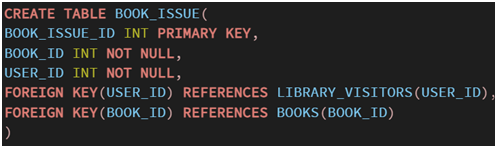 CREATE TABLE BOOK_ISSUE(
BOOK_ISSUE_ID INT PRIMARY KEY,
BOOK_ID INT NOT NULL,
USER_ID INT NOT NULL,
FOREIGN KEY(USER_ID) REFERENCES LIBRARY_VISITORS(USER_ID),
FOREIGN KEY(BOOK_ID) REFERENCES BOOKS(BOOK_ID)
)